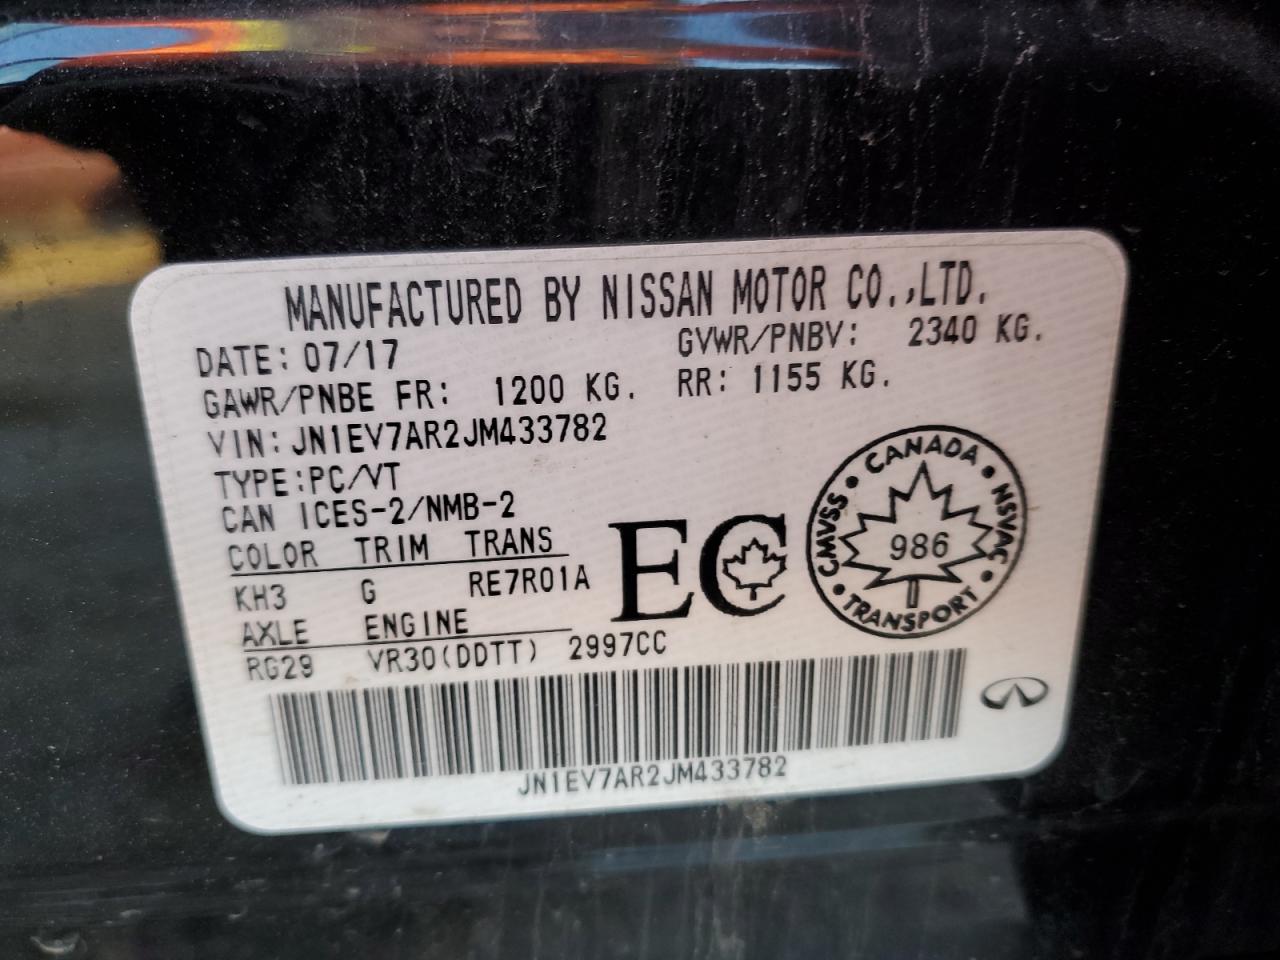 MANUFACTURED BY NISSAN MOTOR CO.,LTD.
DATE: 07/17 GVWR/PNBV: 2340 KG.
GAWR/PNBE FR: 1200 KG. RR: 1155 KG.
VIN: JN1EV7AR2JM433782
TYPE:PC/VT
CAN ICES-2/NMB-2
COLOR TRIM TRANS
KH3 G RE7R01A
AXLE ENGINE
RG29 VR30(DDTT) 2997CC
EC
CANADA
CMVSS
NSVAC
986
TRANSPORT
JN1EV7AR2JM433782